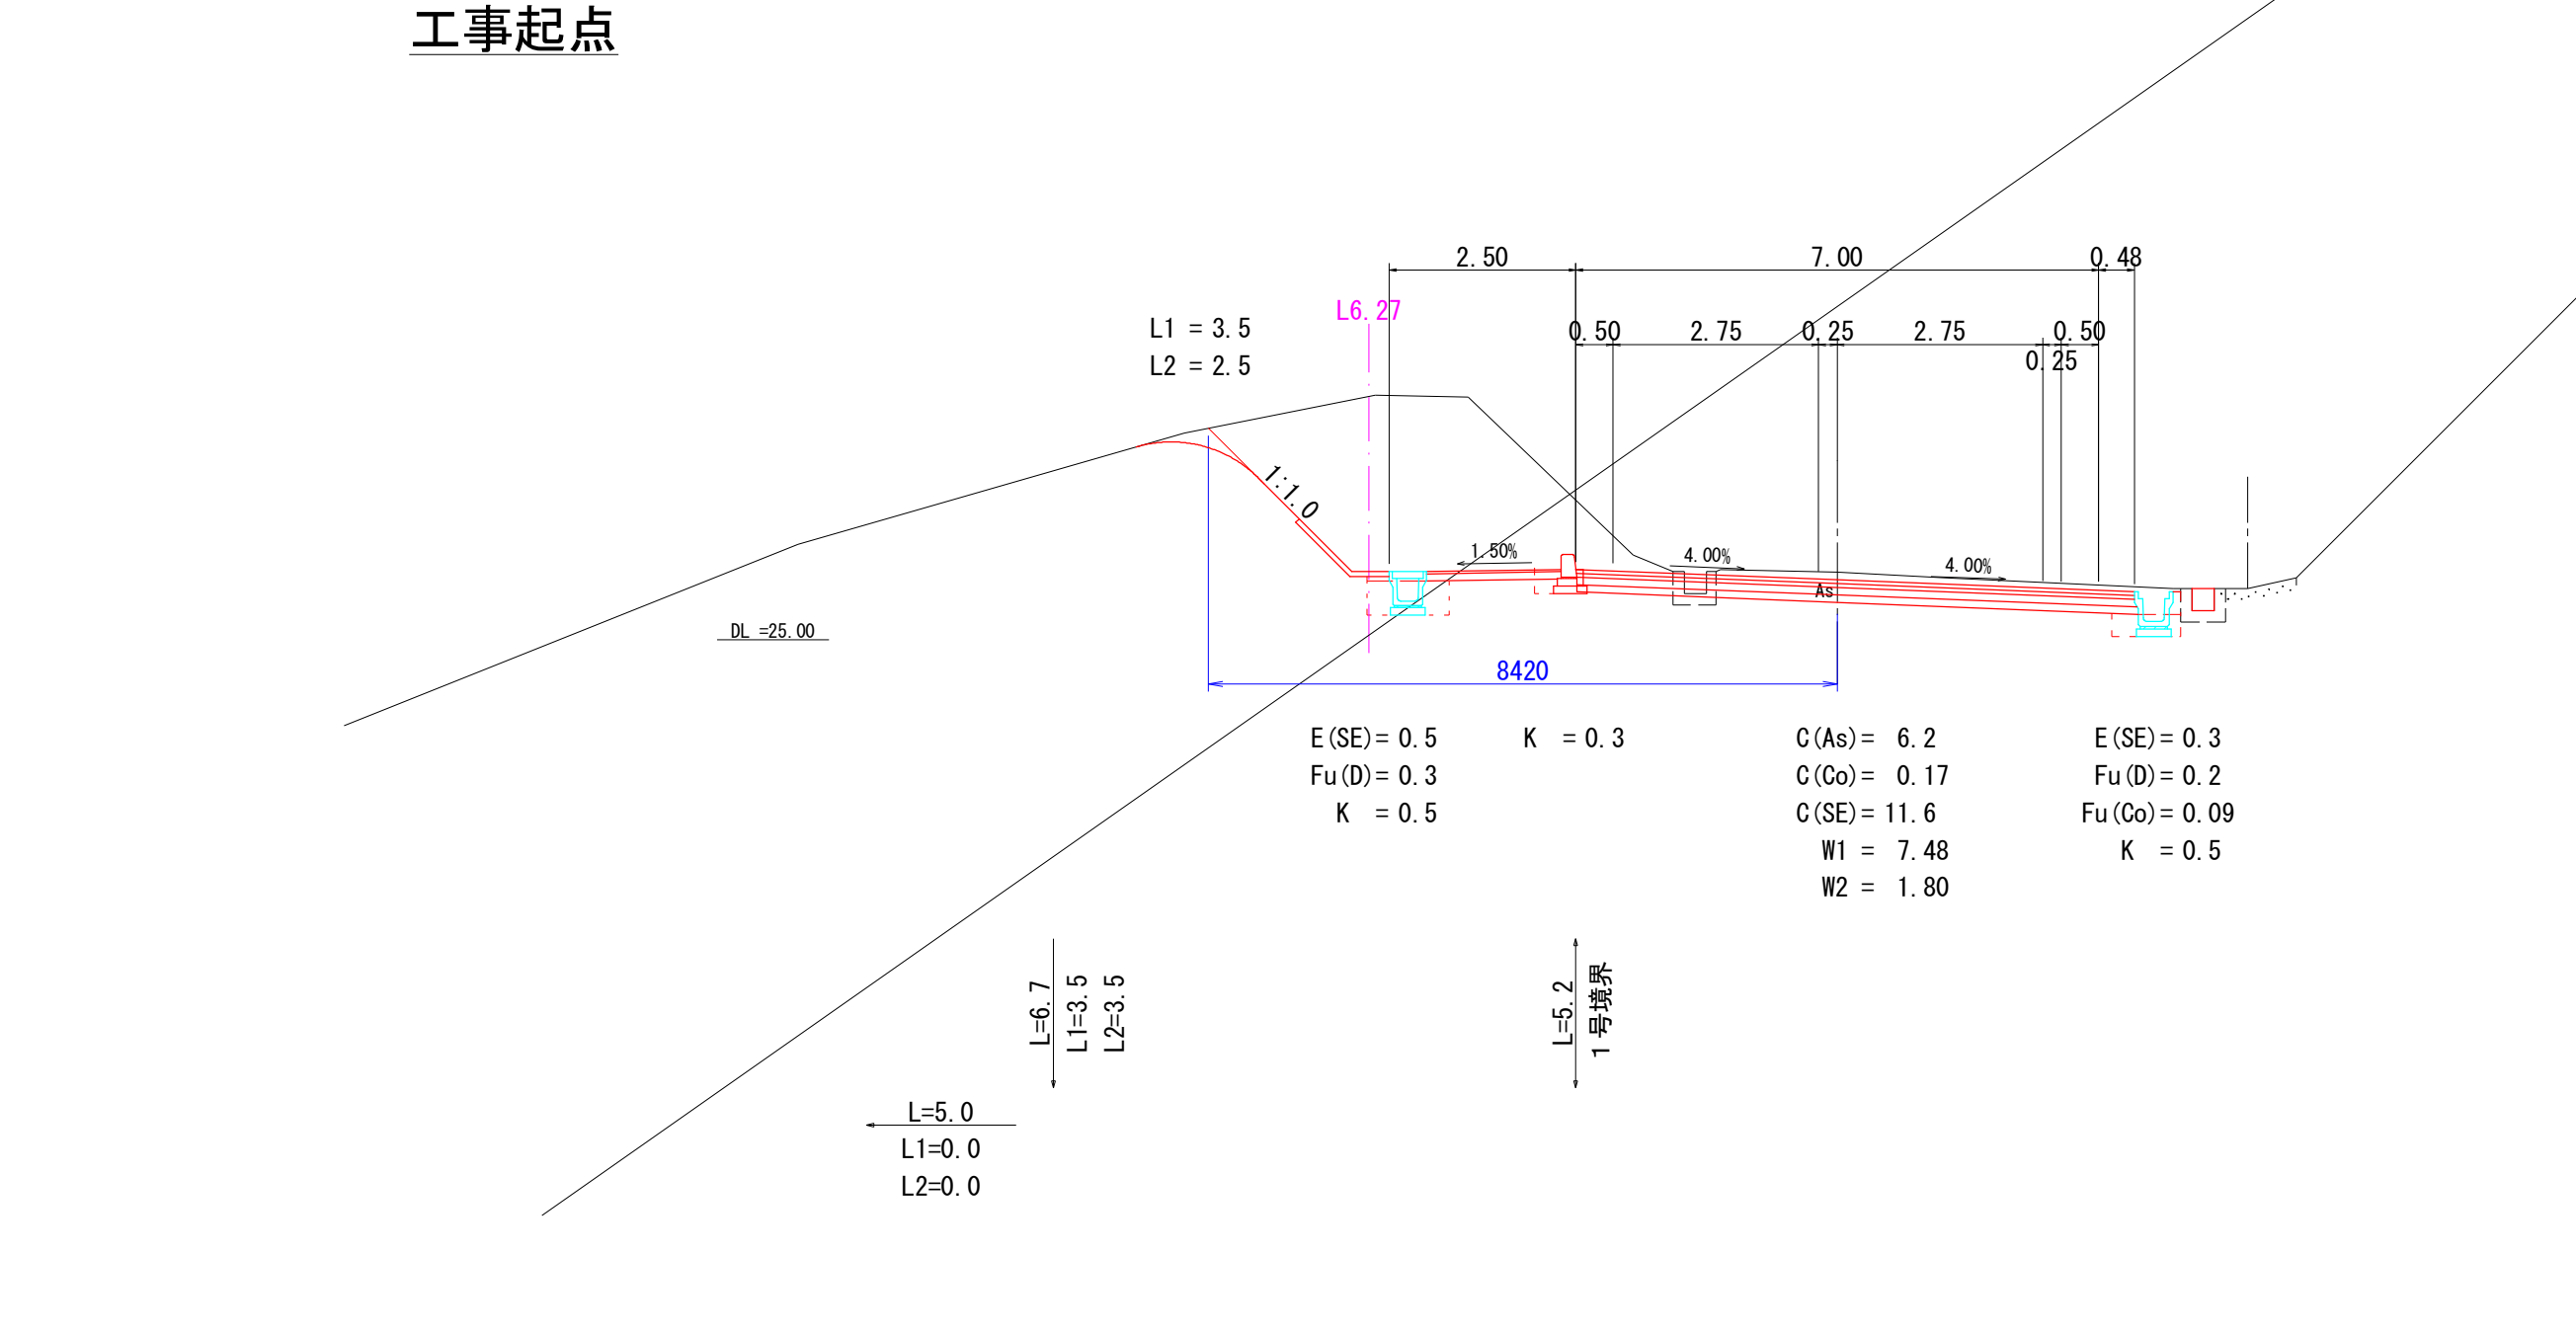 工事起点
2.50
7.00
0.48
L6.27
L1 = 3.5
L2 = 2.5
0.50
2.75
0.25
2.75
0.50
0.25
1:1.0
1.50%
4.00%
4.00%
As
DL =25.00
8420
E(SE)= 0.5
Fu(D)= 0.3
K = 0.5
K = 0.3
C(As)= 6.2
C(Co)= 0.17
C(SE)= 11.6
W1 = 7.48
W2 = 1.80
E(SE)= 0.3
Fu(D)= 0.2
Fu(Co)= 0.09
K = 0.5
L=6.7
L1=3.5
L2=3.5
L=5.2
1号境界
L=5.0
L1=0.0
L2=0.0